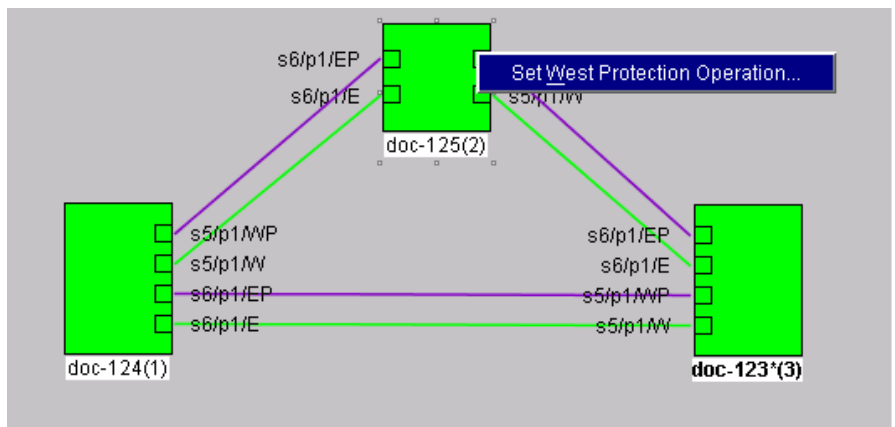 s6/p1/EP
Set West Protection Operation...
s6/p1/E
s5/p1/W
doc-125(2)
s5/p1/WP
s5/p1/W
s6/p1/EP
s6/p1/E
doc-124(1)
s6/p1/EP
s6/p1/E
s5/p1/WP
s5/p1/W
doc-123*(3)